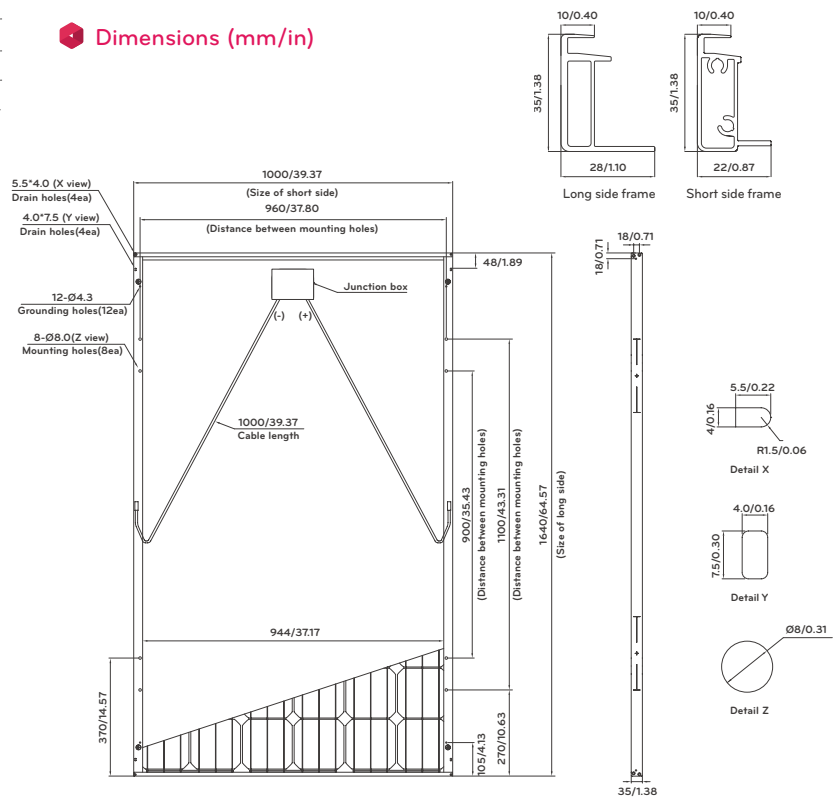 Dimensions (mm/in)
10/0.40
10/0.40
35/1.38
35/1.38
28/1.10
22/0.87
Long side frame
Short side frame
1000/39.37
(Size of short side)
960/37.80
(Distance between mounting holes)
5.5*4.0 (X view)
Drain holes(4ea)
4.0*7.5 (Y view)
Drain holes(4ea)
48/1.89
Junction box
12-Ø4.3
Grounding holes(12ea)
(-) (+)
8-Ø8.0(Z view)
Mounting holes(8ea)
1000/39.37
Cable length
900/35.43
(Distance between mounting holes)
1100/43.31
(Distance between mounting holes)
1640/64.57
(Size of long side)
944/37.17
370/14.57
105/4.13
270/10.63
18/0.71
18/0.71
35/1.38
5.5/0.22
4/0.16
R1.5/0.06
Detail X
4.0/0.16
7.5/0.30
Detail Y
Ø8/0.31
Detail Z